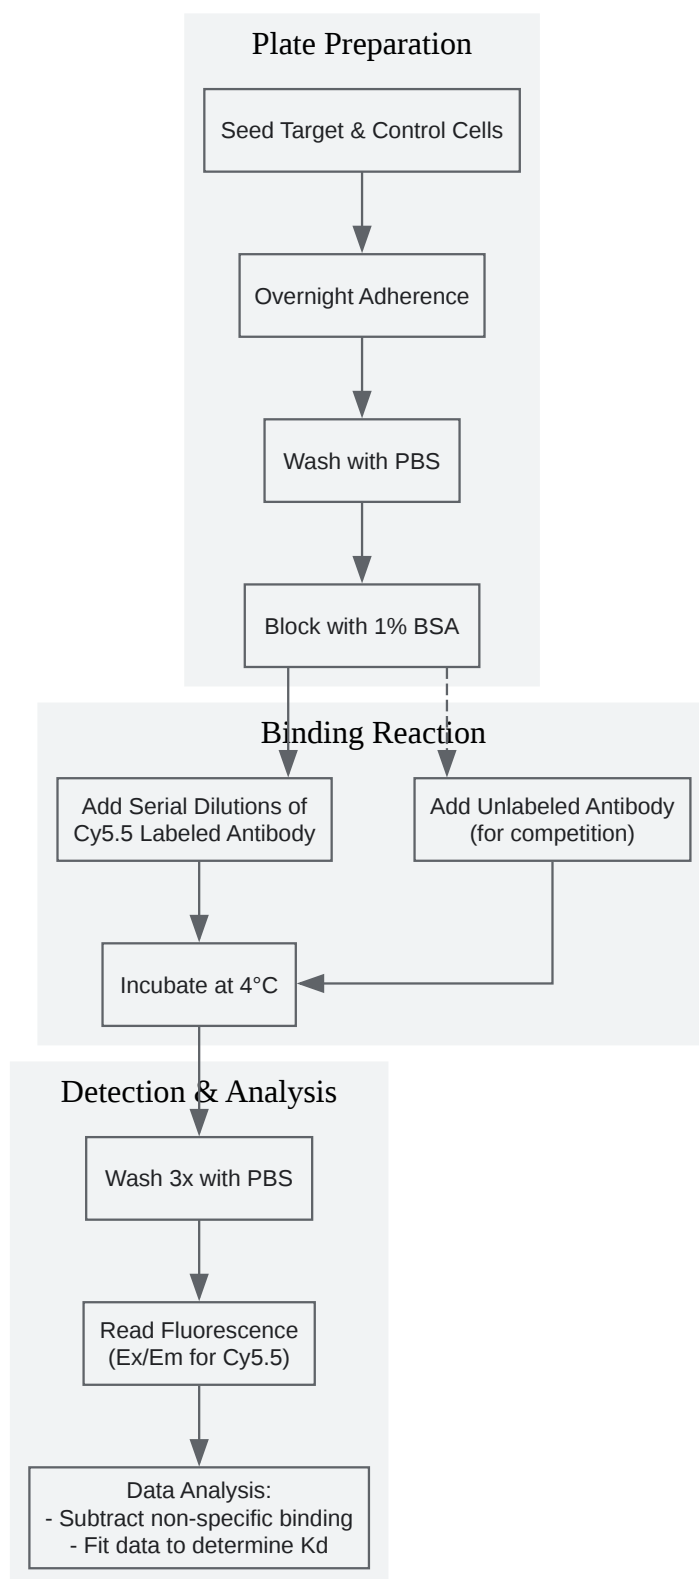 Plate Preparation
Seed Target & Control Cells
Overnight Adherence
Wash with PBS
Block with 1% BSA
Binding Reaction
Add Serial Dilutions of
Cy5.5 Labeled Antibody
Add Unlabeled Antibody
(for competition)
Incubate at 4°C
Detection & Analysis
Wash 3x with PBS
Read Fluorescence
(Ex/Em for Cy5.5)
Data Analysis:
- Subtract non-specific binding
- Fit data to determine Kd